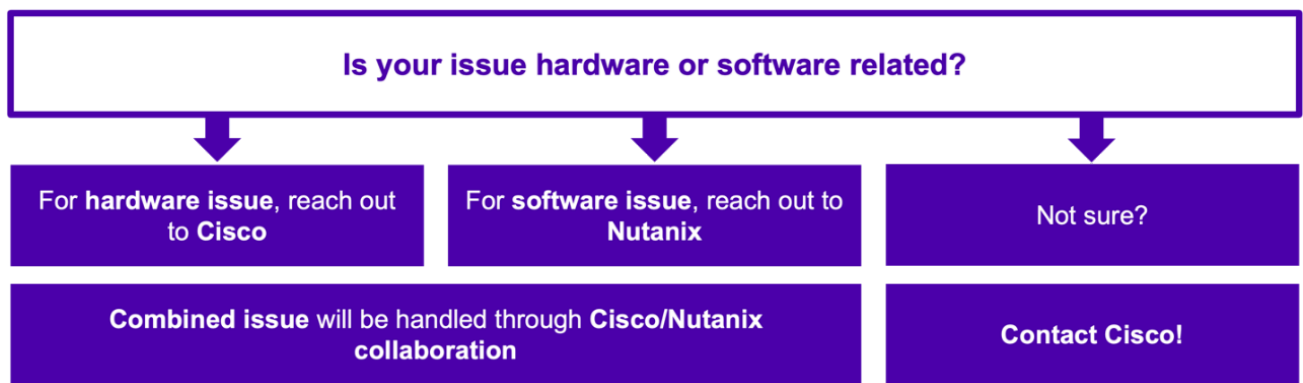 Is your issue hardware or software related?
For hardware issue, reach out
to Cisco
For software issue, reach out to
Nutanix
Not sure?
Combined issue will be handled through Cisco/Nutanix
collaboration
Contact Cisco!